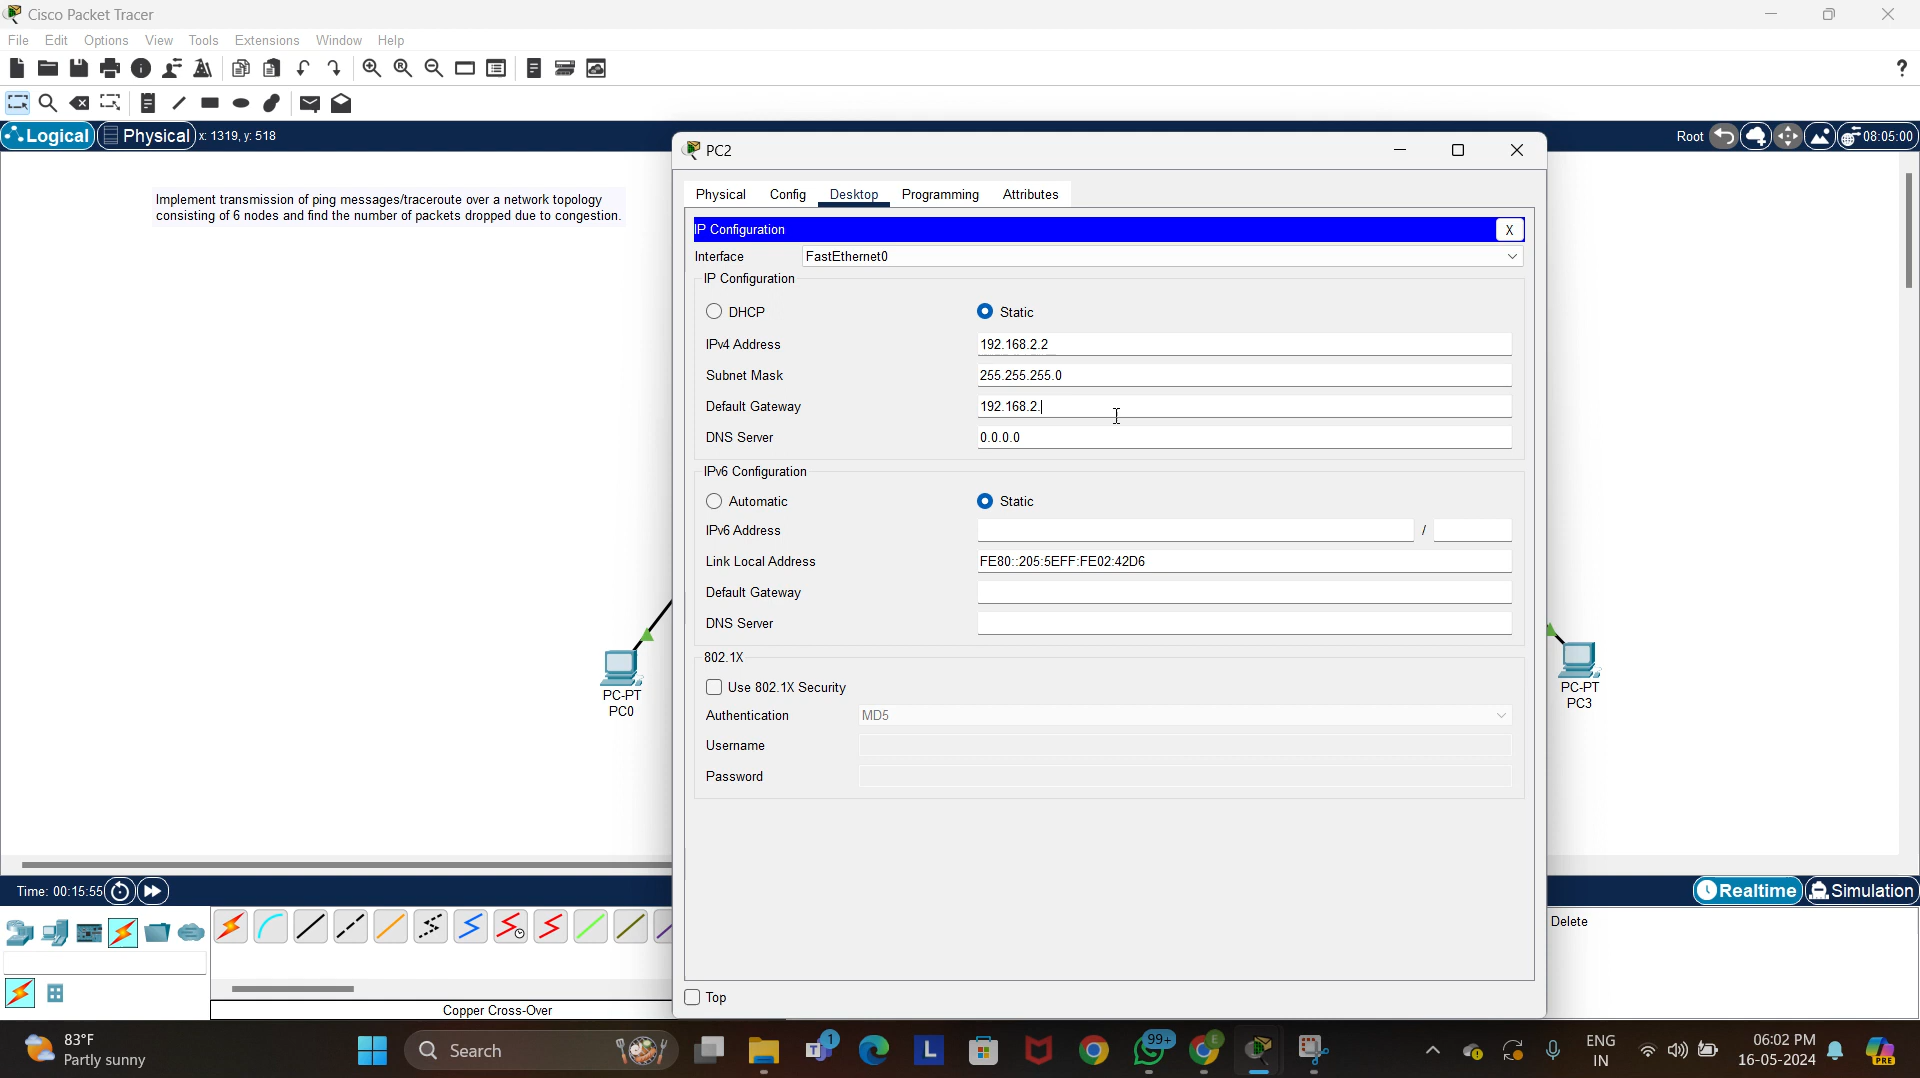 Cisco Packet Tracer
File Edit Options View Tools Extensions Window Help
?
Logical Physical x: 1319, y: 518
Root 08:05:00
Implement transmission of ping messages/traceroute over a network topology
consisting of 6 nodes and find the number of packets dropped due to congestion.
PC2
Physical Config Desktop Programming Attributes
IP Configuration X
Interface FastEthernet0
IP Configuration
DHCP Static
IPv4 Address 192.168.2.2
Subnet Mask 255.255.255.0
Default Gateway 192.168.2.
DNS Server 0.0.0.0
IPv6 Configuration
Automatic Static
IPv6 Address /
Link Local Address FE80::205:5EFF:FE02:42D6
Default Gateway
DNS Server
802.1X
Use 802.1X Security
Authentication MD5
Username
Password
Top
PC-PT
PC0
PC-PT
PC3
Time: 00:15:55
Realtime Simulation
Delete
Copper Cross-Over
83°F
Partly sunny
Search
1
L
99+
E
ENG
IN
06:02 PM
16-05-2024
PRE